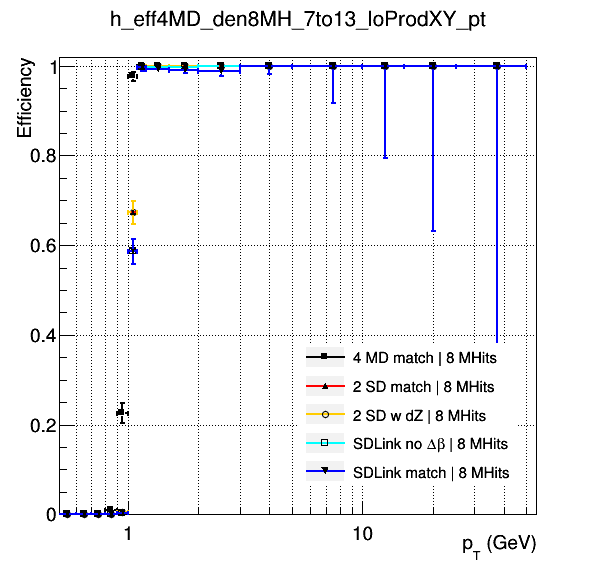 h_eff4MD_den8MH_7to13_loProdXY_pt
Efficiency
1
0.8
0.6
0.4
0.2
0
4 MD match | 8 MHits
2 SD match | 8 MHits
2 SD w dZ | 8 MHits
SDLink no Δβ | 8 MHits
SDLink match | 8 MHits
1
10
p_T (GeV)